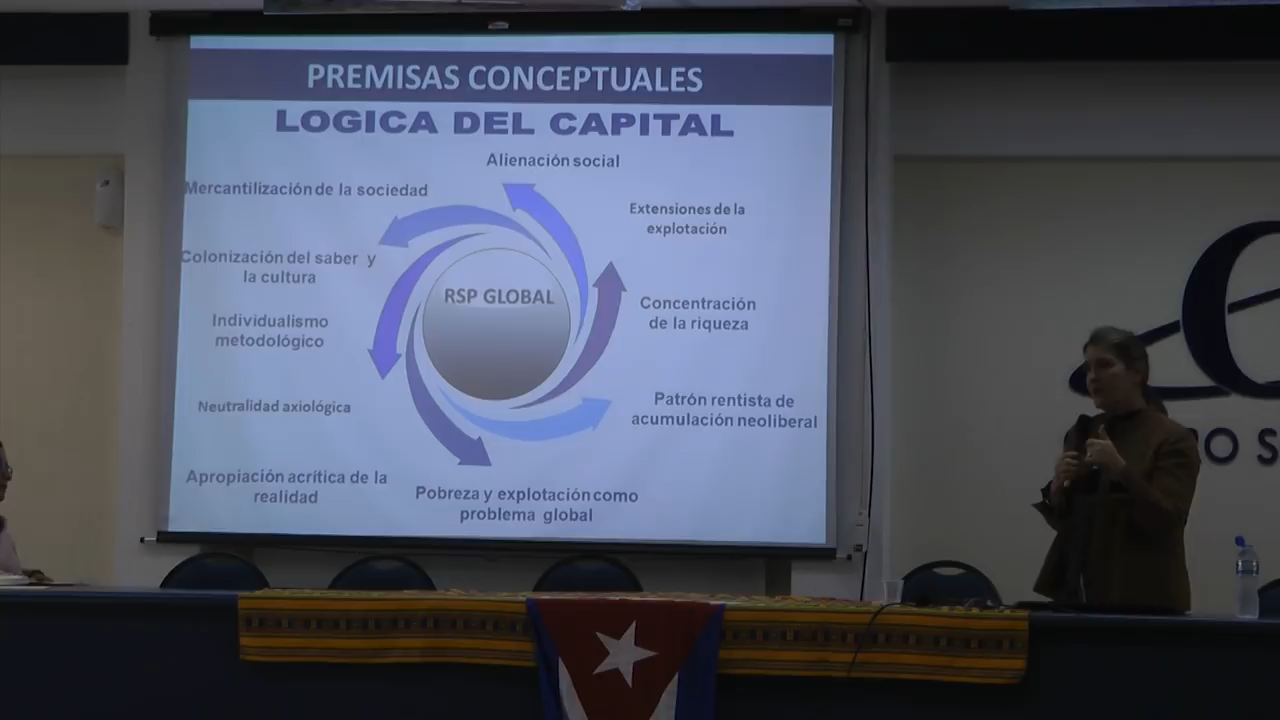 PREMISAS CONCEPTUALES
LOGICA DEL CAPITAL
Alienación social
Mercantilización de la sociedad
Extensiones de la
explotación
Colonización del saber y
la cultura
RSP GLOBAL
Concentración
de la riqueza
Individualismo
metodológico
Neutralidad axiológica
Patrón rentista de
acumulación neoliberal
Apropiación acrítica de la
realidad
Pobreza y explotación como
problema global